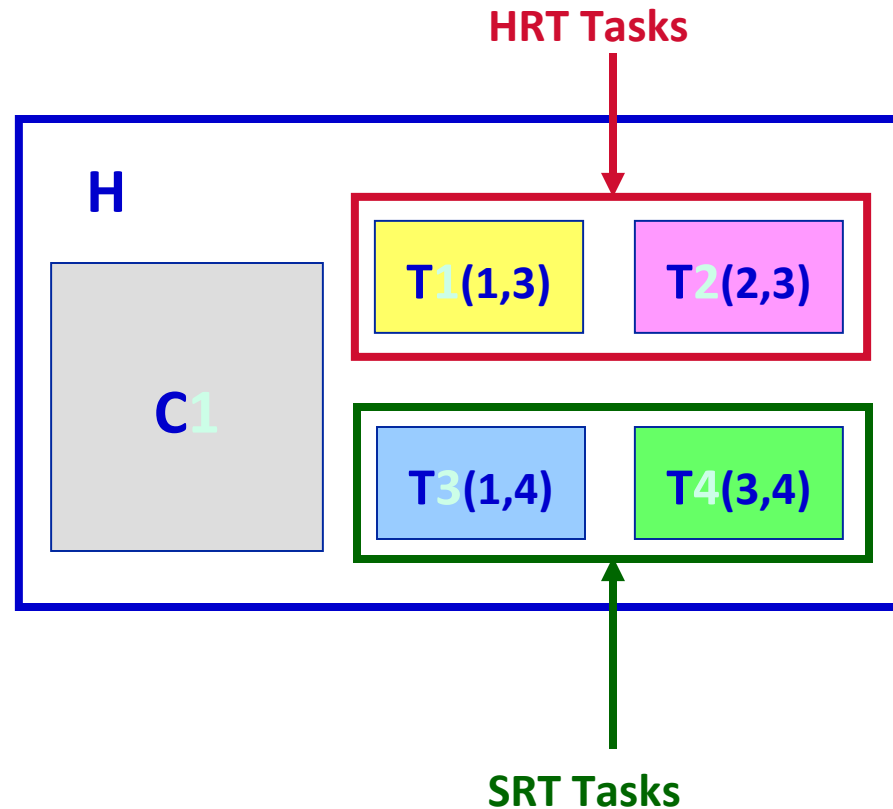 HRT Tasks
H
T1(1,3) T2(2,3)
C1
T3(1,4) T4(3,4)
SRT Tasks